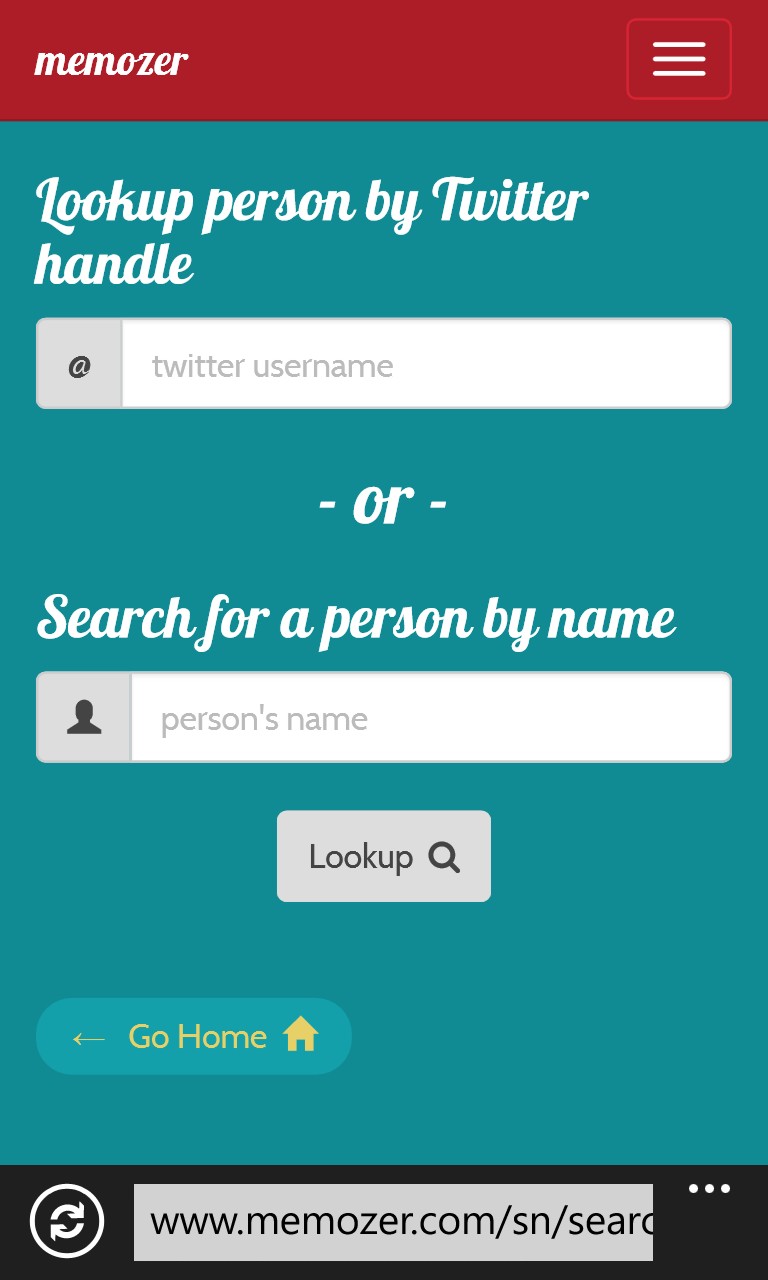 memozer
Lookup person by Twitter
handle
@ twitter username
- or -
Search for a person by name
person's name
Lookup
← Go Home
www.memozer.com/sn/searc